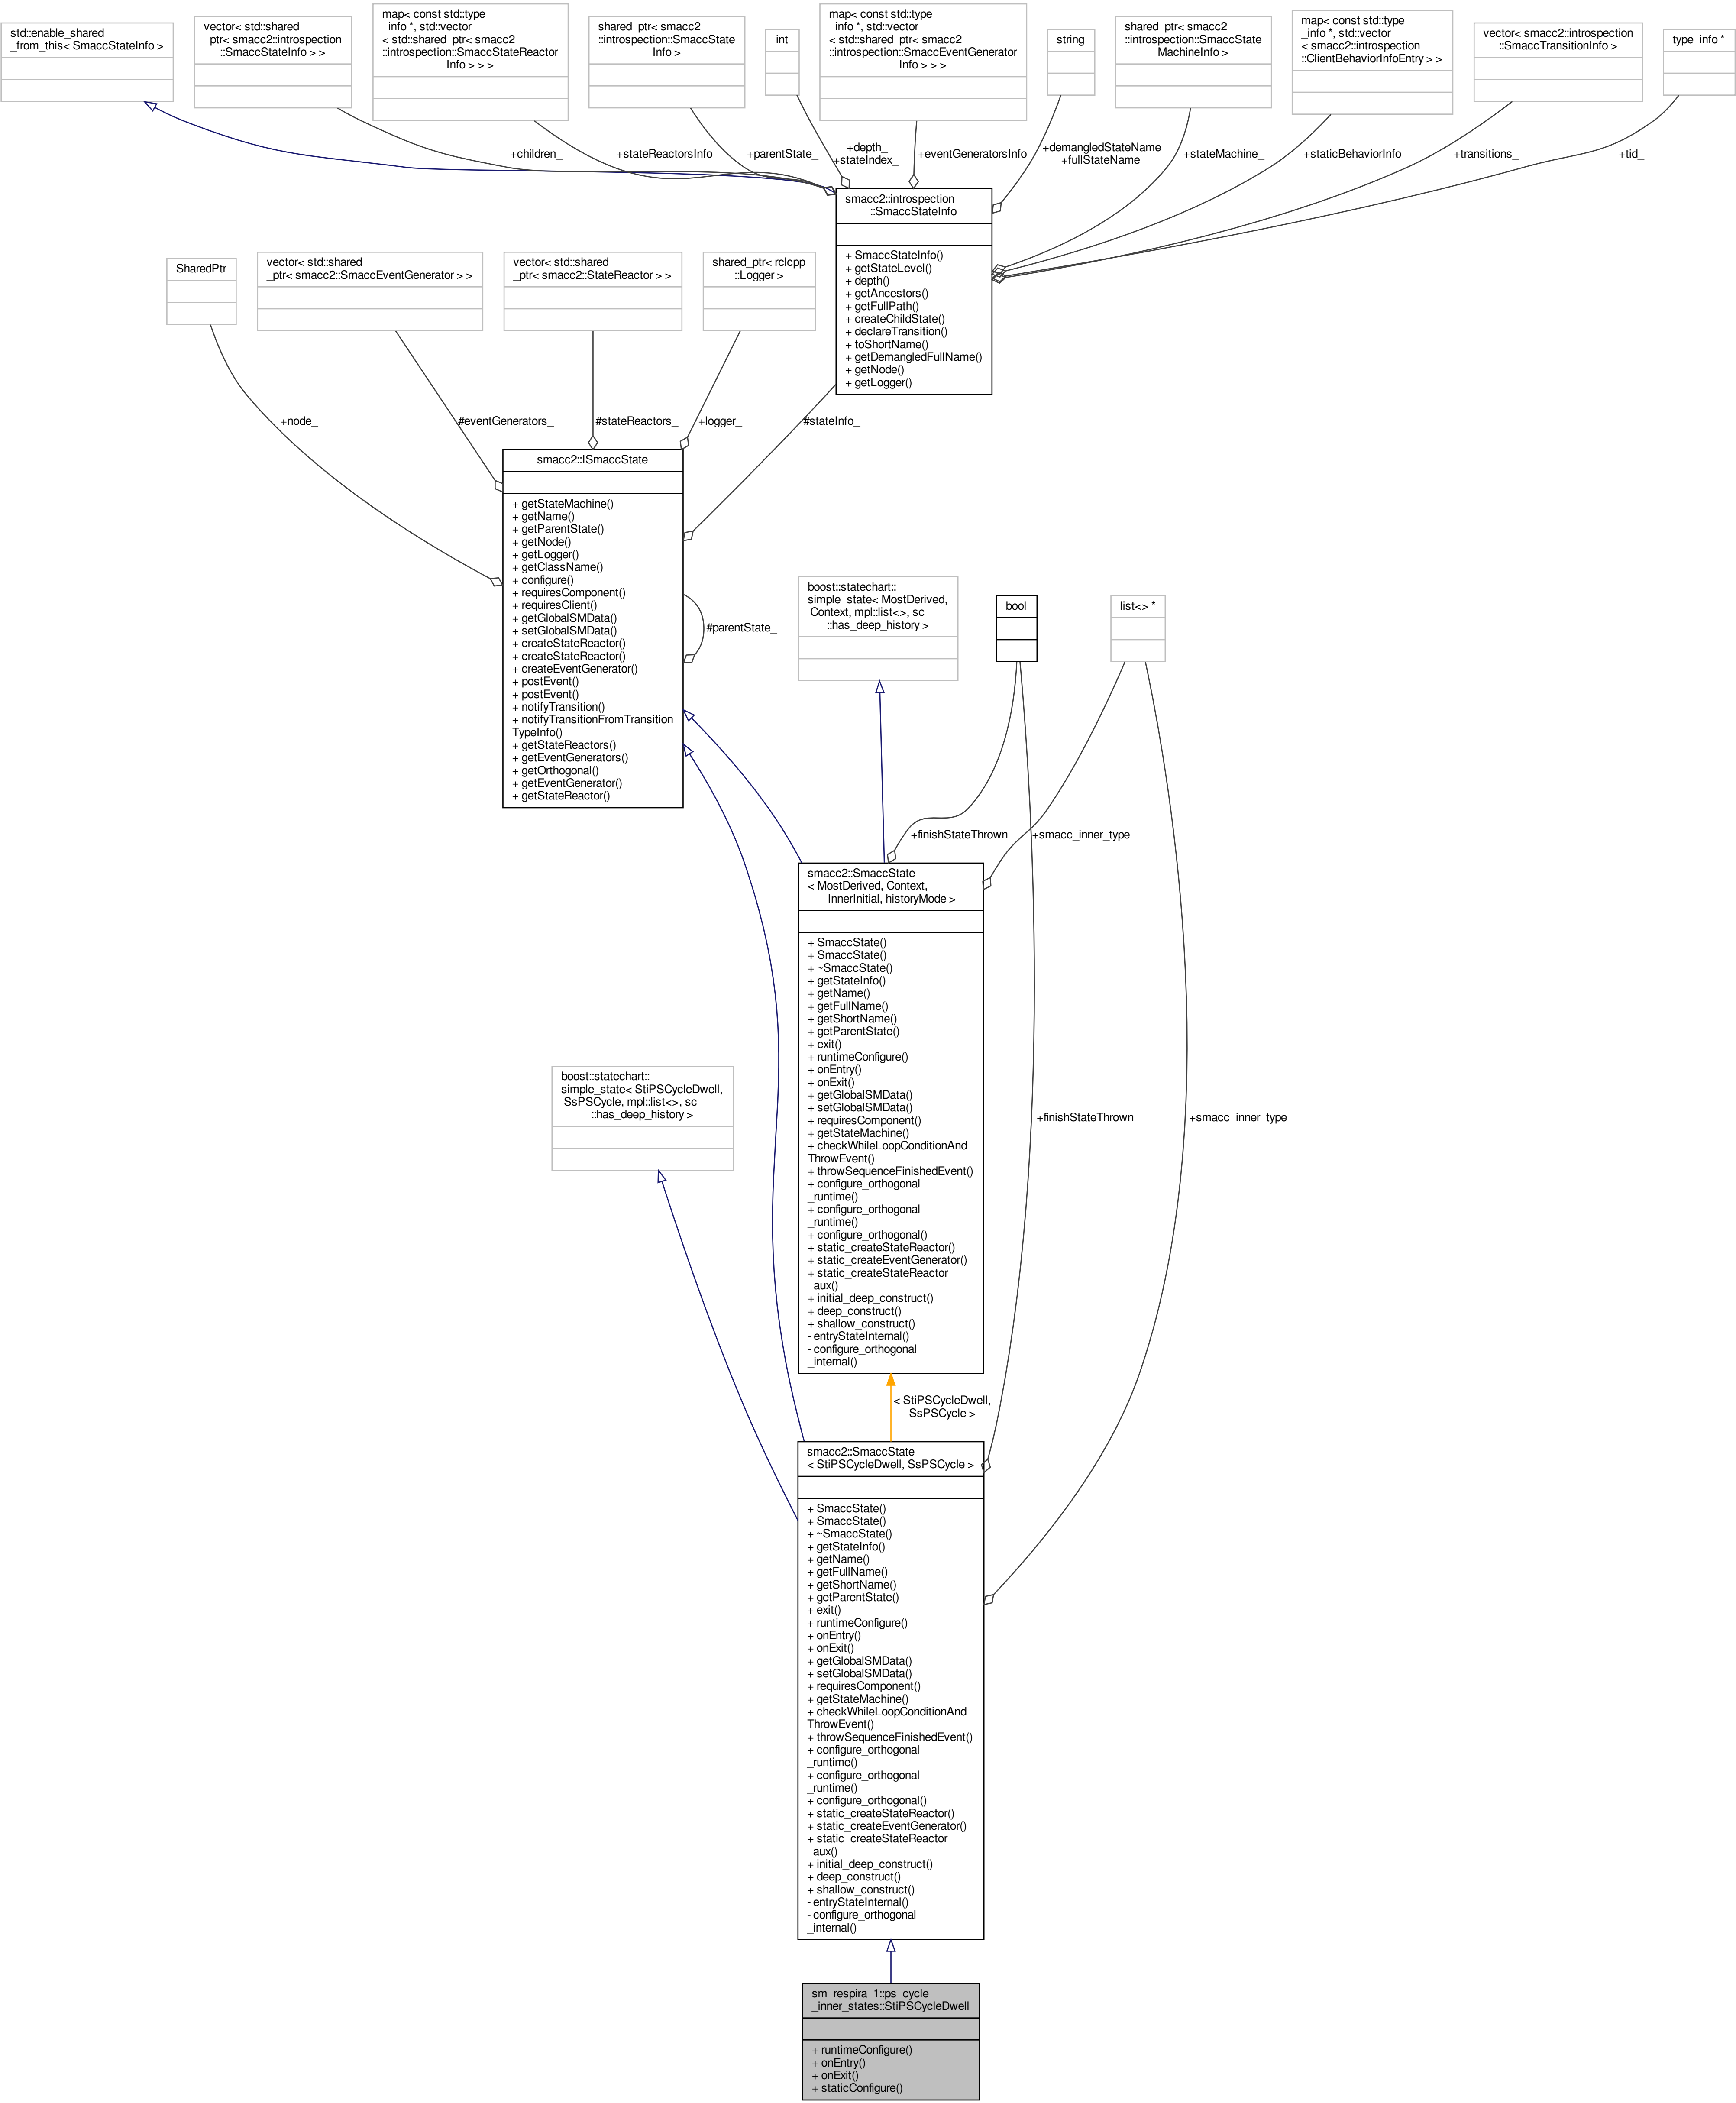 std::enable_shared
_from_this< SmaccStateInfo >
vector< std::shared
_ptr< smacc2::introspection
::SmaccStateInfo > >
map< const std::type
_info *, std::vector
< std::shared_ptr< smacc2
::introspection::SmaccStateReactor
Info > > >
shared_ptr< smacc2
::introspection::SmaccState
Info >
int
map< const std::type
_info *, std::vector
< std::shared_ptr< smacc2
::introspection::SmaccEventGenerator
Info > > >
string
shared_ptr< smacc2
::introspection::SmaccState
MachineInfo >
map< const std::type
_info *, std::vector
< smacc2::introspection
::ClientBehaviorInfoEntry > >
vector< smacc2::introspection
::SmaccTransitionInfo >
type_info *
+children_
+stateReactorsInfo
+parentState_
+depth_
+stateIndex_
+eventGeneratorsInfo
+demangledStateName
+fullStateName
+stateMachine_
+staticBehaviorInfo
+transitions_
+tid_
smacc2::introspection
::SmaccStateInfo
+ SmaccStateInfo()
+ getStateLevel()
+ depth()
+ getAncestors()
+ getFullPath()
+ createChildState()
+ declareTransition()
+ toShortName()
+ getDemangledFullName()
+ getNode()
+ getLogger()
SharedPtr
vector< std::shared
_ptr< smacc2::SmaccEventGenerator > >
vector< std::shared
_ptr< smacc2::StateReactor > >
shared_ptr< rclcpp
::Logger >
+node_
#eventGenerators_
#stateReactors_
+logger_
#stateInfo_
smacc2::ISmaccState
+ getStateMachine()
+ getName()
+ getParentState()
+ getNode()
+ getLogger()
+ getClassName()
+ configure()
+ requiresComponent()
+ requiresClient()
+ getGlobalSMData()
+ setGlobalSMData()
+ createStateReactor()
+ createStateReactor()
+ createEventGenerator()
+ postEvent()
+ postEvent()
+ notifyTransition()
+ notifyTransitionFromTransition
TypeInfo()
+ getStateReactors()
+ getEventGenerators()
+ getOrthogonal()
+ getEventGenerator()
+ getStateReactor()
#parentState_
boost::statechart::
simple_state< MostDerived,
Context, mpl::list<>, sc
::has_deep_history >
bool
list<> *
+finishStateThrown
+smacc_inner_type
smacc2::SmaccState
< MostDerived, Context,
InnerInitial, historyMode >
+ SmaccState()
+ SmaccState()
+ ~SmaccState()
+ getStateInfo()
+ getName()
+ getFullName()
+ getShortName()
+ getParentState()
+ exit()
+ runtimeConfigure()
+ onEntry()
+ onExit()
+ getGlobalSMData()
+ setGlobalSMData()
+ requiresComponent()
+ getStateMachine()
+ checkWhileLoopConditionAnd
ThrowEvent()
+ throwSequenceFinishedEvent()
+ configure_orthogonal
_runtime()
+ configure_orthogonal
_runtime()
+ configure_orthogonal()
+ static_createStateReactor()
+ static_createEventGenerator()
+ static_createStateReactor
_aux()
+ initial_deep_construct()
+ deep_construct()
+ shallow_construct()
- entryStateInternal()
- configure_orthogonal
_internal()
boost::statechart::
simple_state< StiPSCycleDwell,
SsPSCycle, mpl::list<>, sc
::has_deep_history >
+finishStateThrown
+smacc_inner_type
< StiPSCycleDwell,
SsPSCycle >
smacc2::SmaccState
< StiPSCycleDwell, SsPSCycle >
+ SmaccState()
+ SmaccState()
+ ~SmaccState()
+ getStateInfo()
+ getName()
+ getFullName()
+ getShortName()
+ getParentState()
+ exit()
+ runtimeConfigure()
+ onEntry()
+ onExit()
+ getGlobalSMData()
+ setGlobalSMData()
+ requiresComponent()
+ getStateMachine()
+ checkWhileLoopConditionAnd
ThrowEvent()
+ throwSequenceFinishedEvent()
+ configure_orthogonal
_runtime()
+ configure_orthogonal
_runtime()
+ configure_orthogonal()
+ static_createStateReactor()
+ static_createEventGenerator()
+ static_createStateReactor
_aux()
+ initial_deep_construct()
+ deep_construct()
+ shallow_construct()
- entryStateInternal()
- configure_orthogonal
_internal()
sm_respira_1::ps_cycle
_inner_states::StiPSCycleDwell
+ runtimeConfigure()
+ onEntry()
+ onExit()
+ staticConfigure()